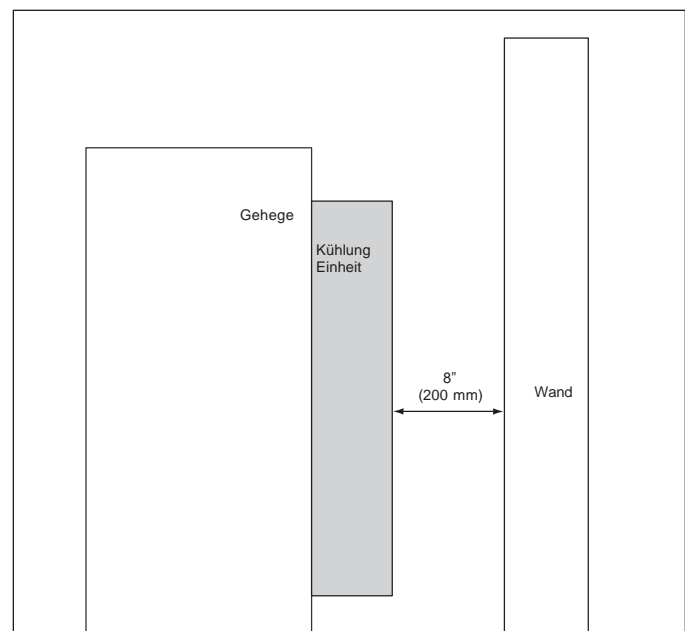 Gehege
Kühlung
Einheit
8”
(200 mm)
Wand